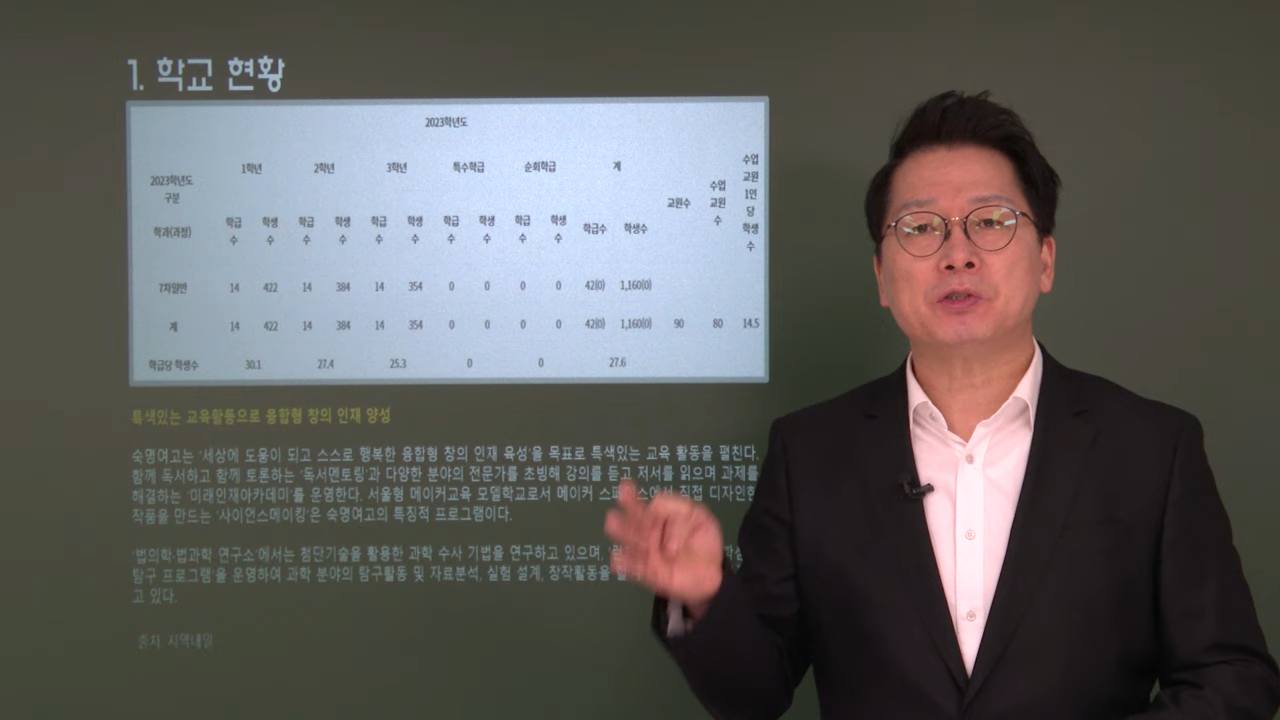 1. 학교 현황
2023학년도
2023학년도 구분 1학년 2학년 3학년 특수학급 순회학급 계 교원수 수업 교원 수 수업 교원 1인 당 학생 수
학과(과정) 학급 수 학생 수 학급 수 학생 수 학급 수 학생 수 학급 수 학생 수 학급 수 학생 수 학급수 학생수
7차일반 14 422 14 384 14 354 0 0 0 0 42(0) 1,160(0)
계 14 422 14 384 14 354 0 0 0 0 42(0) 1,160(0) 90 80 14.5
학급당 학생수 30.1 27.4 25.3 0 0 27.6
특색있는 교육활동으로 융합형 창의 인재 양성
숙명여고는 '세상에 도움이 되고 스스로 행복한 융합형 창의 인재 육성'을 목표로 특색있는 교육 활동을 펼친다.
함께 독서하고 함께 토론하는 '독서멘토링'과 다양한 분야의 전문가를 초빙해 강의를 듣고 저서를 읽으며 과제를
해결하는 '미래인재아카데미'를 운영한다. 서울형 메이커교육 모델학교로서 메이커 스페이스에서 직접 디자인한
작품을 만드는 '사이언스메이킹'은 숙명여고의 특징적 프로그램이다.
'법의학·법과학 연구소'에서는 첨단기술을 활용한 과학 수사 기법을 연구하고 있으며,
탐구 프로그램'을 운영하여 과학 분야의 탐구활동 및 자료분석, 실험 설계, 창작활동을
고 있다.
출처. 지역내일